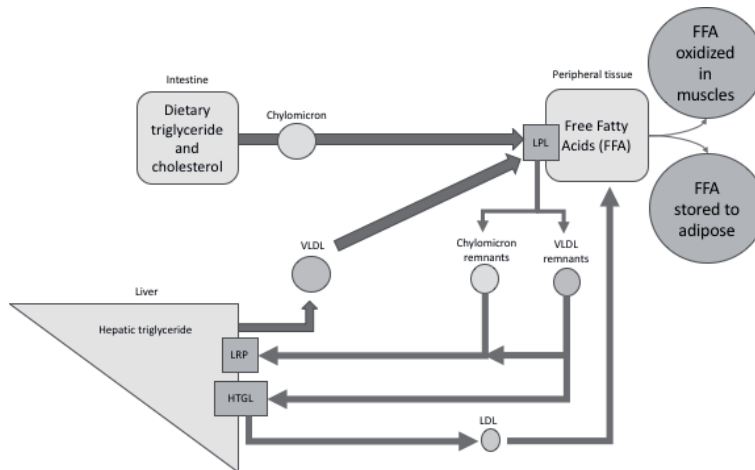 FFA
oxidized
in
muscles
Intestine
Peripheral tissue
Dietary
triglyceride
and
cholesterol
Chylomicron
LPL
Free Fatty
Acids (FFA)
FFA
stored to
adipose
VLDL
Chylomicron
remnants
VLDL
remnants
Liver
Hepatic triglyceride
LRP
HTGL
LDL